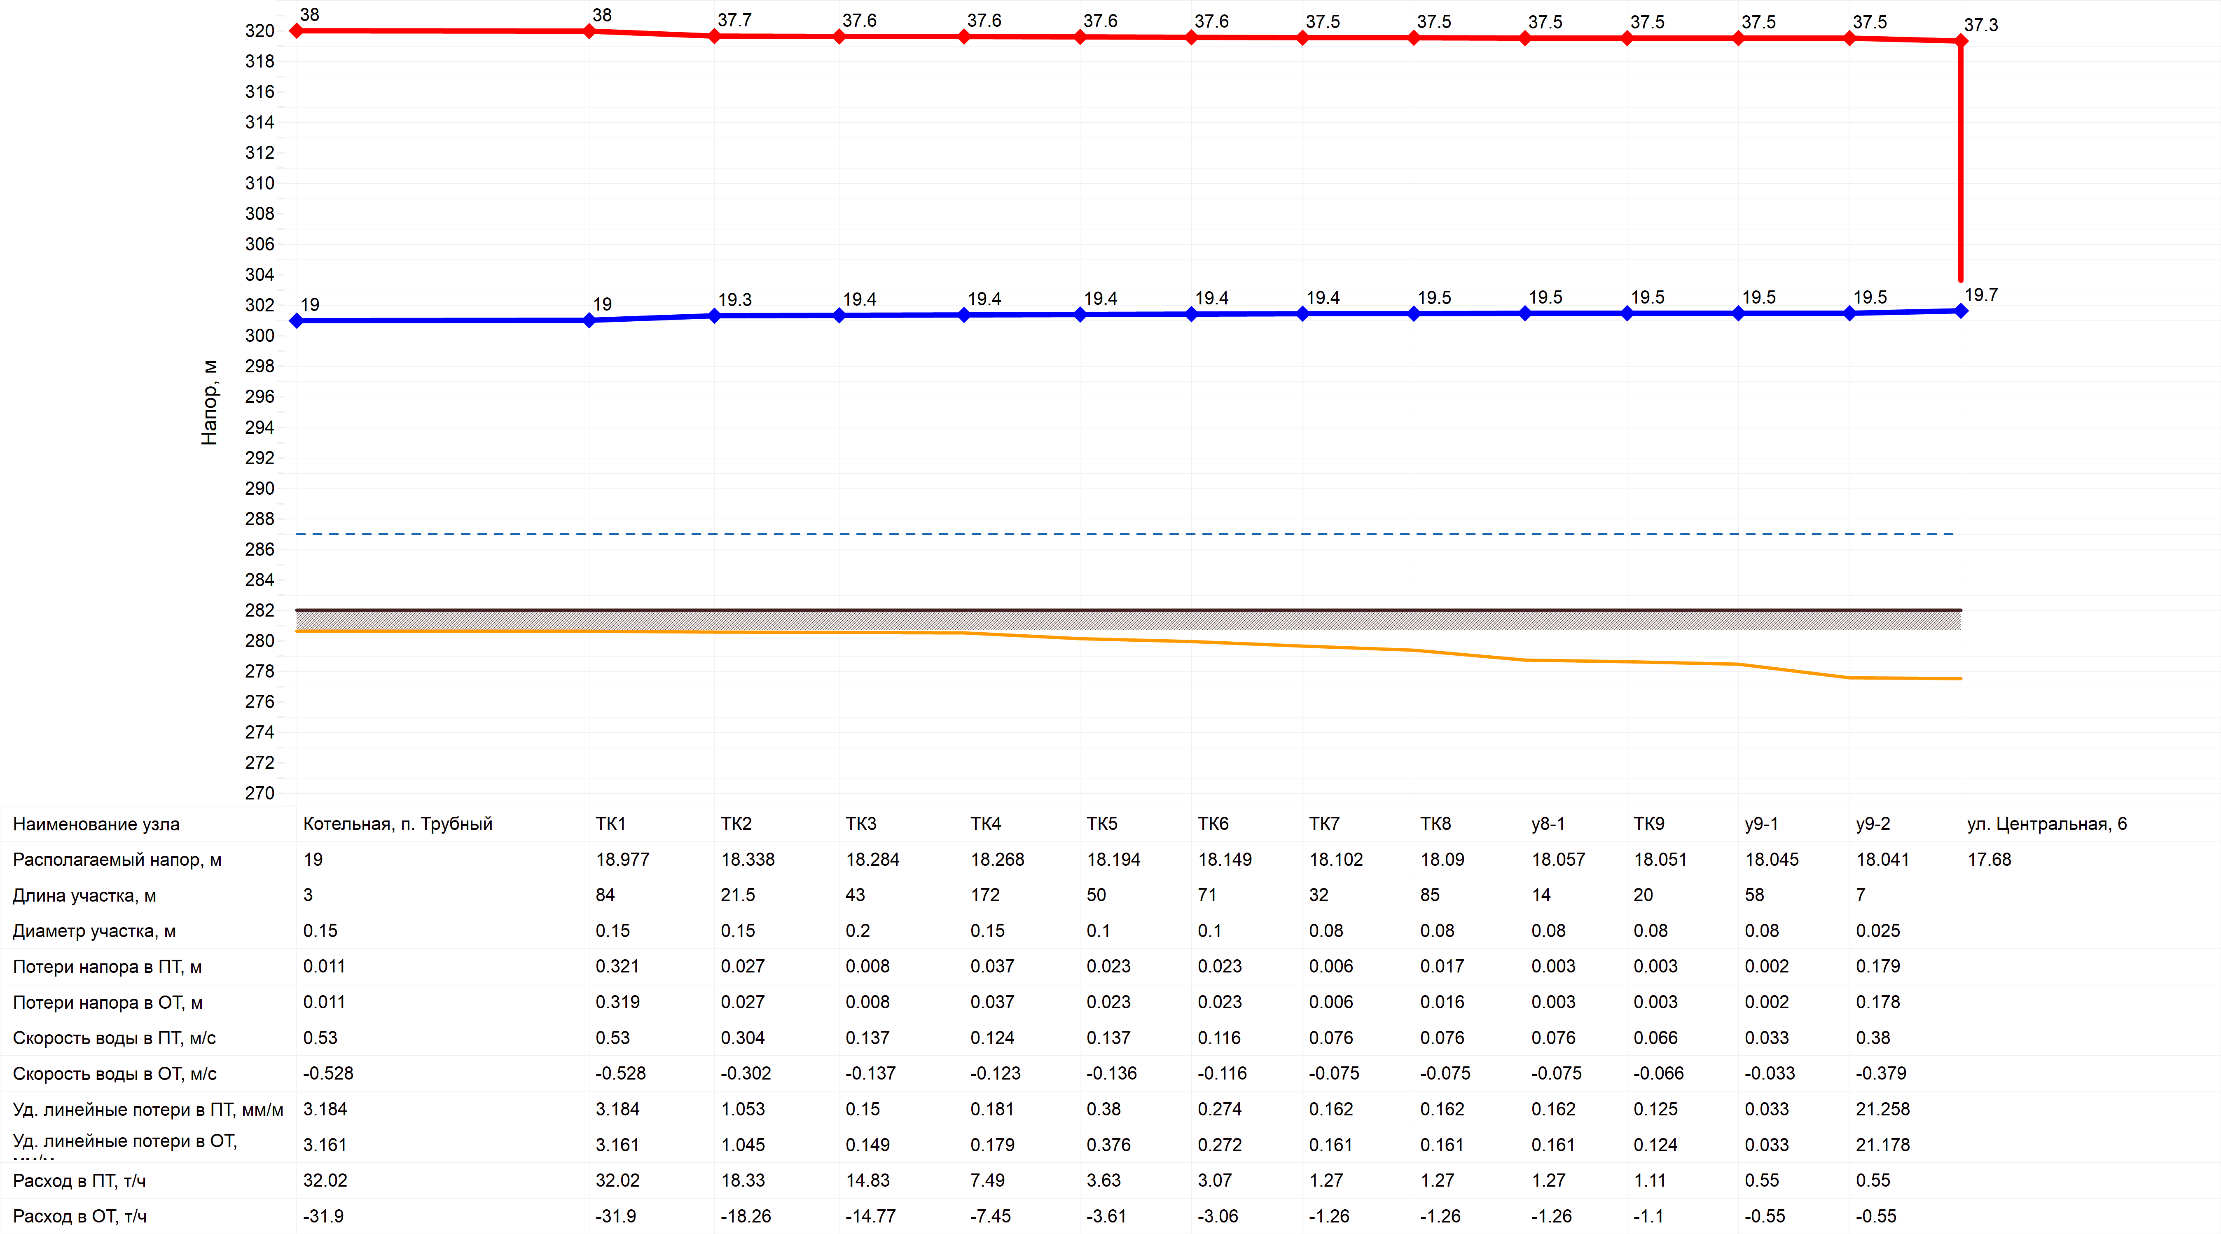 38 38 37.7 37.6 37.6 37.6 37.6 37.5 37.5 37.5 37.5 37.5 37.5 37.3
320
318
316
314
312
310
308
306
304
19 19 19.3 19.4 19.4 19.4 19.4 19.4 19.5 19.5 19.5 19.5 19.5 19.7
302
300
298
296
294
292
290
288
286
284
282
280
278
276
274
272
270
Напор, м
Наименование узла Котельная, п. Трубный ТК1 ТК2 ТК3 ТК4 ТК5 ТК6 ТК7 ТК8 у8-1 ТК9 у9-1 у9-2 ул. Центральная, 6
Располагаемый напор, м 19 18.977 18.338 18.284 18.268 18.194 18.149 18.102 18.09 18.057 18.051 18.045 18.041 17.68
Длина участка, м 3 84 21.5 43 172 50 71 32 85 14 20 58 7
Диаметр участка, м 0.15 0.15 0.15 0.2 0.15 0.1 0.1 0.08 0.08 0.08 0.08 0.08 0.025
Потери напора в ПТ, м 0.011 0.321 0.027 0.008 0.037 0.023 0.023 0.006 0.017 0.003 0.003 0.002 0.179
Потери напора в ОТ, м 0.011 0.319 0.027 0.008 0.037 0.023 0.023 0.006 0.016 0.003 0.003 0.002 0.178
Скорость воды в ПТ, м/с 0.53 0.53 0.304 0.137 0.124 0.137 0.116 0.076 0.076 0.076 0.066 0.033 0.38
Скорость воды в ОТ, м/с -0.528 -0.528 -0.302 -0.137 -0.123 -0.136 -0.116 -0.075 -0.075 -0.075 -0.066 -0.033 -0.379
Уд. линейные потери в ПТ, мм/м 3.184 3.184 1.053 0.15 0.181 0.38 0.274 0.162 0.162 0.162 0.125 0.033 21.258
Уд. линейные потери в ОТ, 3.161 3.161 1.045 0.149 0.179 0.376 0.272 0.161 0.161 0.161 0.124 0.033 21.178
Расход в ПТ, т/ч 32.02 32.02 18.33 14.83 7.49 3.63 3.07 1.27 1.27 1.27 1.11 0.55 0.55
Расход в ОТ, т/ч -31.9 -31.9 -18.26 -14.77 -7.45 -3.61 -3.06 -1.26 -1.26 -1.26 -1.1 -0.55 -0.55